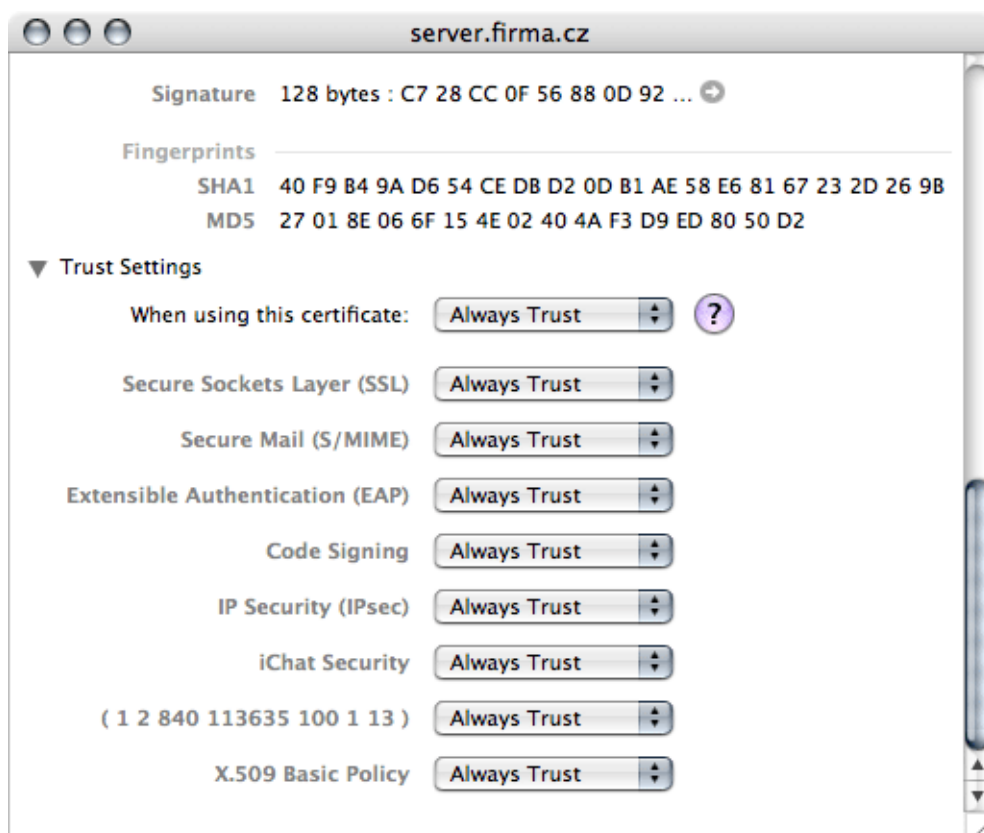 server.firma.cz
Signature 128 bytes : C7 28 CC 0F 56 88 0D 92 ...
Fingerprints
SHA1 40 F9 B4 9A D6 54 CE DB D2 0D B1 AE 58 E6 81 67 23 2D 26 9B
MD5 27 01 8E 06 6F 15 4E 02 40 4A F3 D9 ED 80 50 D2
Trust Settings
When using this certificate: Always Trust ?
Secure Sockets Layer (SSL) Always Trust
Secure Mail (S/MIME) Always Trust
Extensible Authentication (EAP) Always Trust
Code Signing Always Trust
IP Security (IPsec) Always Trust
iChat Security Always Trust
( 1 2 840 113635 100 1 13 ) Always Trust
X.509 Basic Policy Always Trust